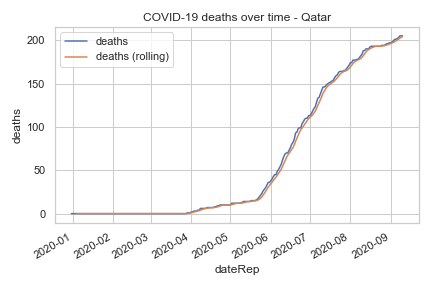 COVID-19 deaths over time - Qatar
deaths
deaths (rolling)
deaths
200
150
100
50
0
2020-01
2020-02
2020-03
2020-04
2020-05
2020-06
2020-07
2020-08
2020-09
dateRep